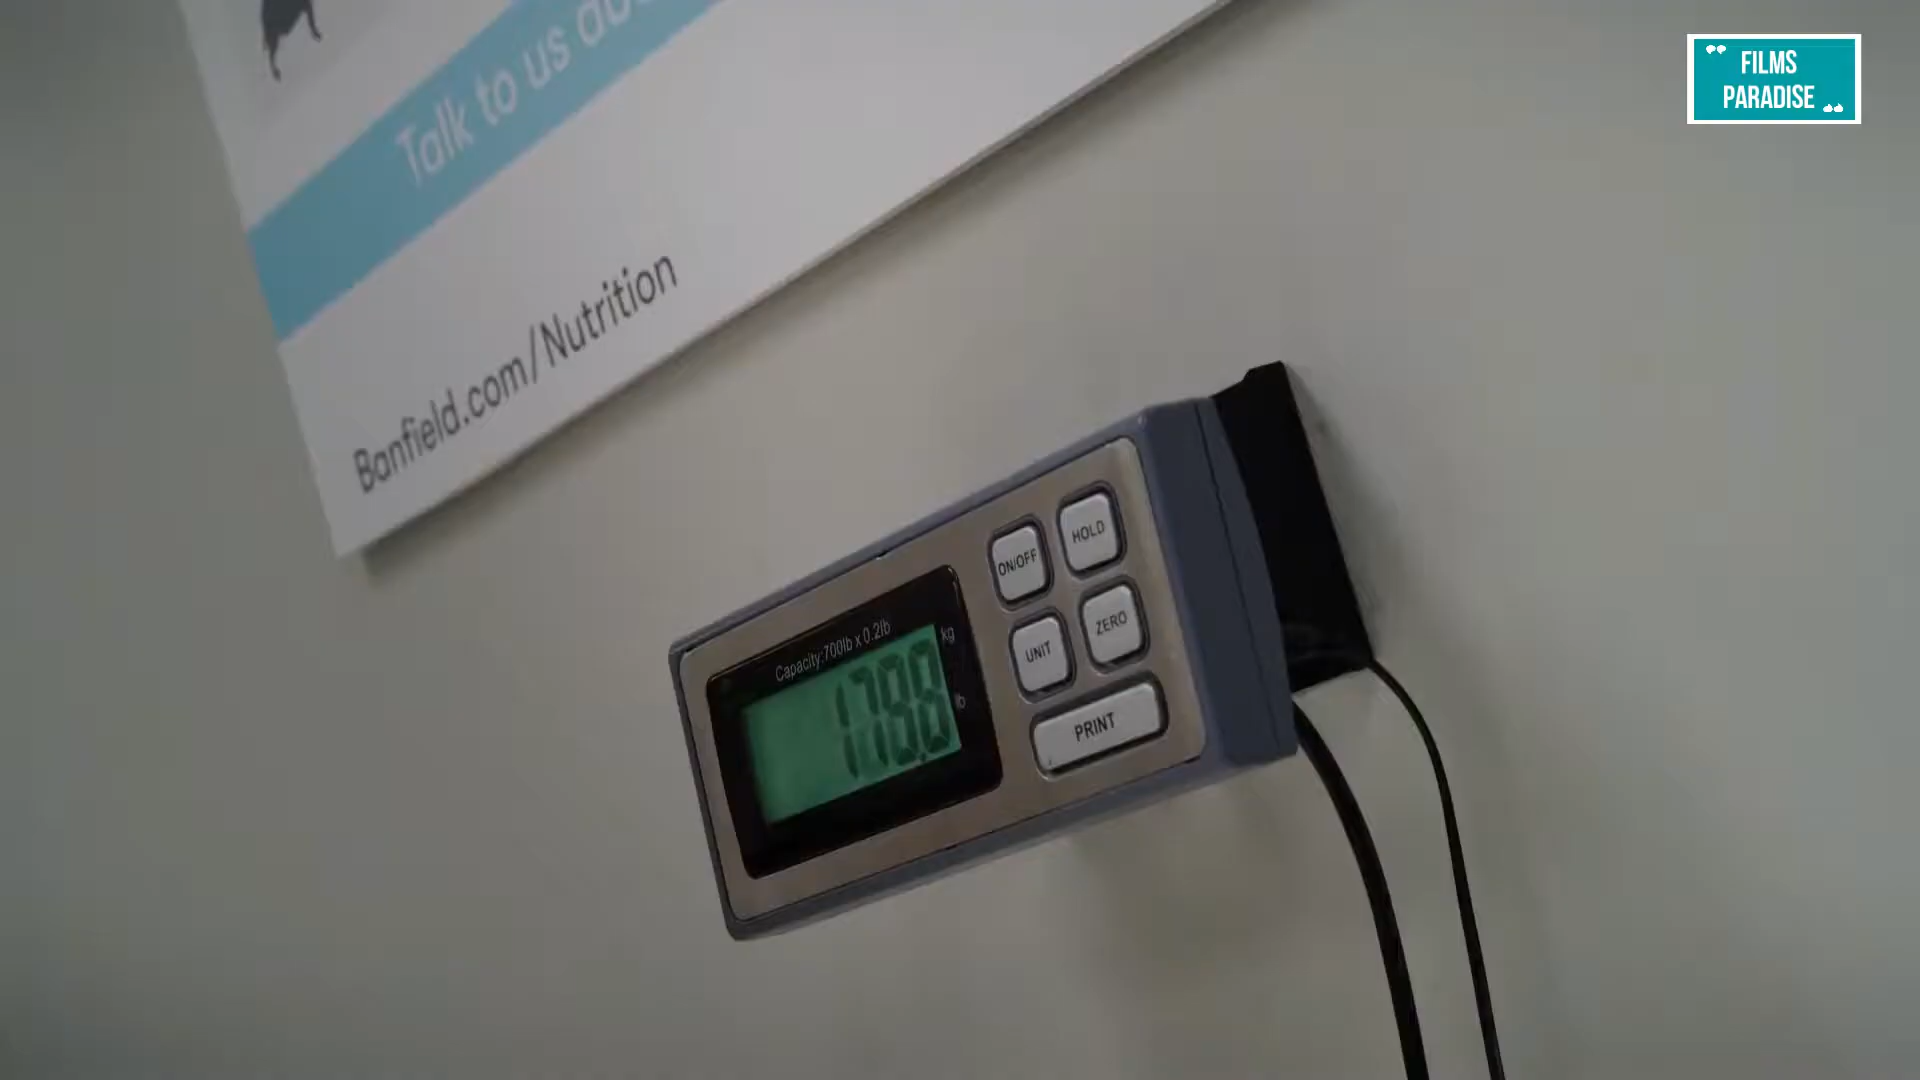 Talk to us
Banfield.com/Nutrition
FILMS
PARADISE
Capacity:700lb x 0.2lb
kg
lb
178.8
ON/OFF
HOLD
UNIT
ZERO
PRINT